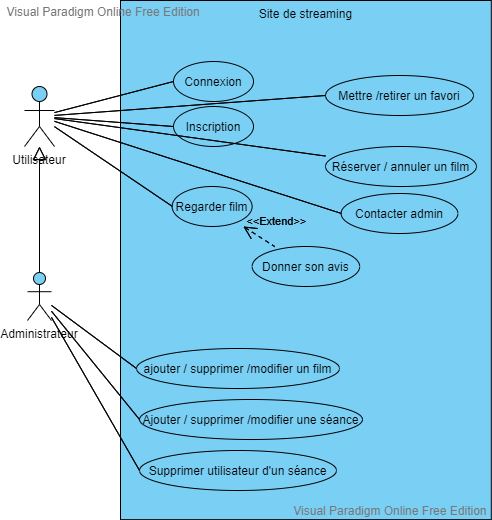 Visual Paradigm Online Free Edition
Site de streaming
Connexion
Mettre /retirer un favori
Inscription
Utilisateur
Réserver / annuler un film
Regarder film
Contacter admin
<<Extend>>
Donner son avis
Administrateur
ajouter / supprimer /modifier un film
Ajouter / supprimer /modifier une séance
Supprimer utilisateur d'un séance
Visual Paradigm Online Free Edition